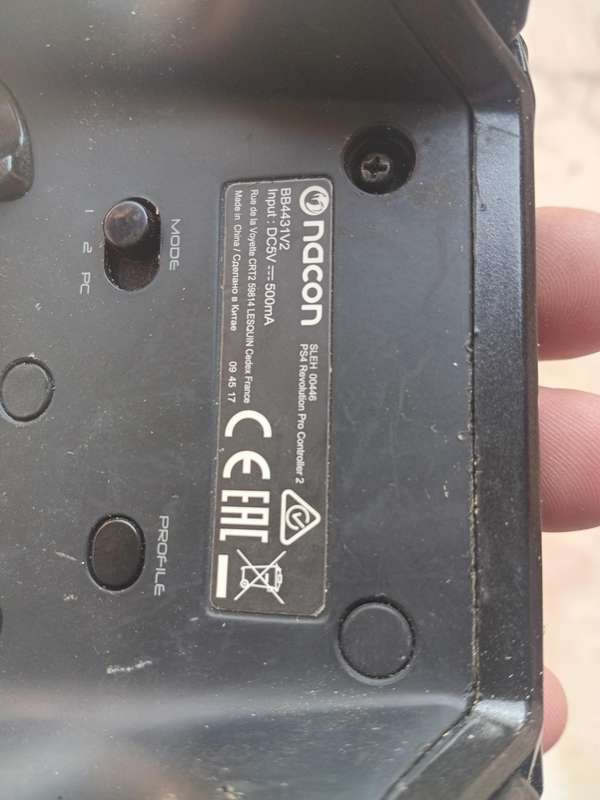 MODE
1 2 PC
PROFILE
nacon
BB4431V2
Input : DC5V ⎓ 500mA
Rue de la Voyette CRT2 59814 LESQUIN Cedex France
Made in China / Сделано в Китае
09 45 17
SLEH 00446
PS4 Revolution Pro Controller 2
CE
EAC